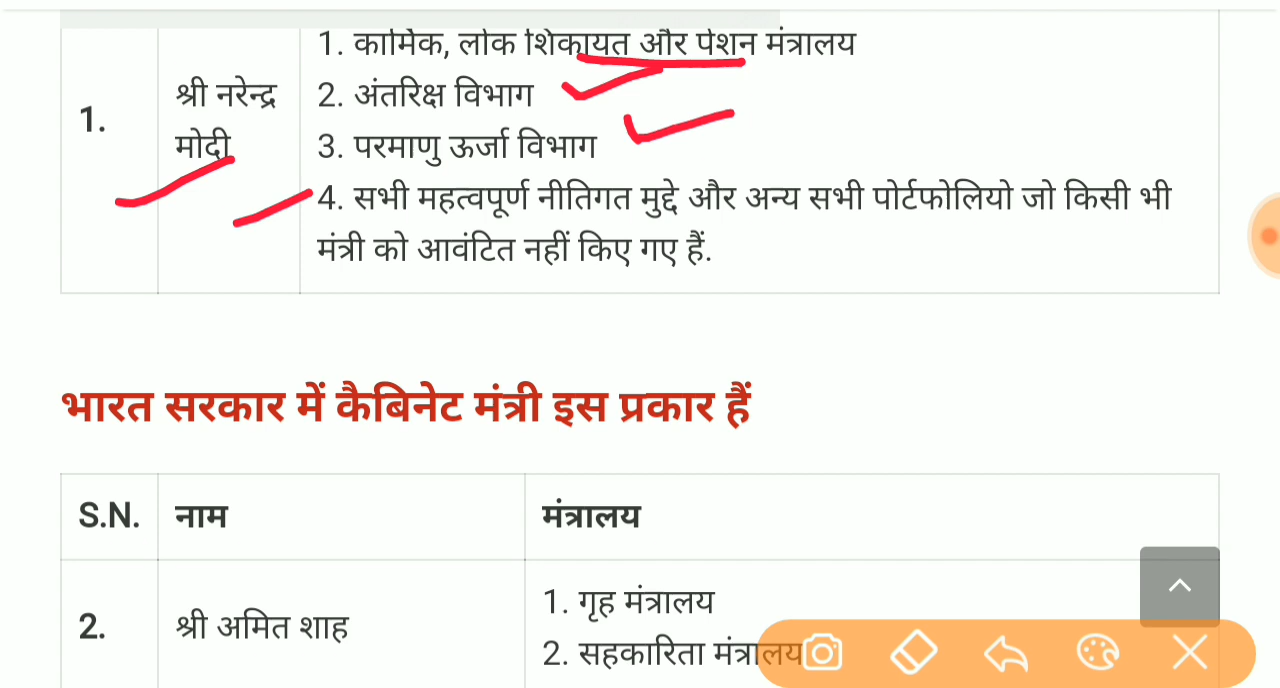 1. कार्मिक, लोक शिकायत और पेंशन मंत्रालय
1. श्री नरेन्द्र मोदी
2. अंतरिक्ष विभाग
3. परमाणु ऊर्जा विभाग
4. सभी महत्वपूर्ण नीतिगत मुद्दे और अन्य सभी पोर्टफोलियो जो किसी भी
मंत्री को आवंटित नहीं किए गए हैं.
भारत सरकार में कैबिनेट मंत्री इस प्रकार हैं
S.N. नाम मंत्रालय
2. श्री अमित शाह
1. गृह मंत्रालय
2. सहकारिता मंत्रालय